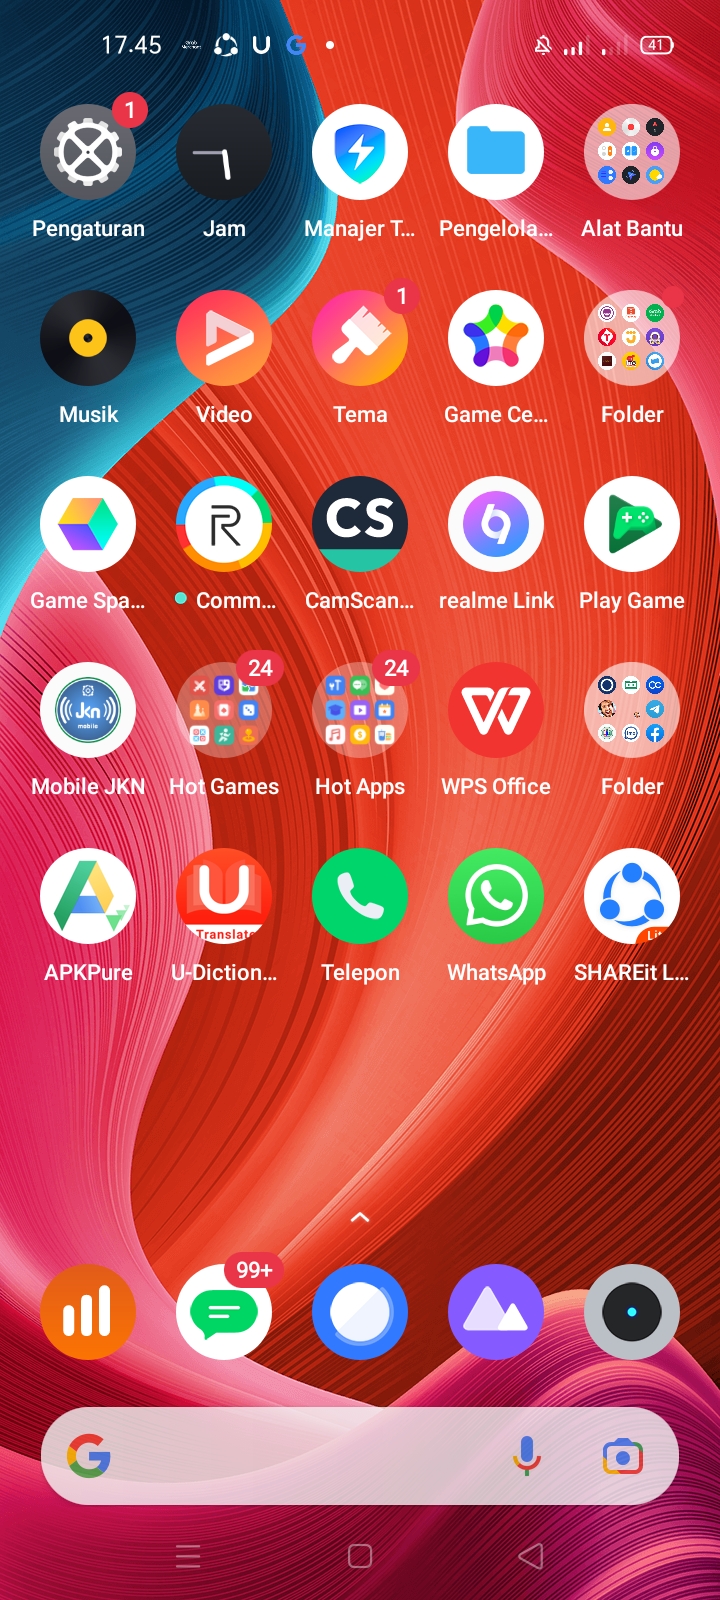 17.45
41
1
Pengaturan
Jam
Manajer T...
Pengelola...
Alat Bantu
1
Musik
Video
Tema
Game Ce...
Folder
CS
Game Spa...
Comm...
CamScan...
realme Link
Play Game
Jkn
mobile
24
24
Mobile JKN
Hot Games
Hot Apps
WPS Office
Folder
U
Translate
APKPure
U-Diction...
Telepon
WhatsApp
SHAREit L...
99+